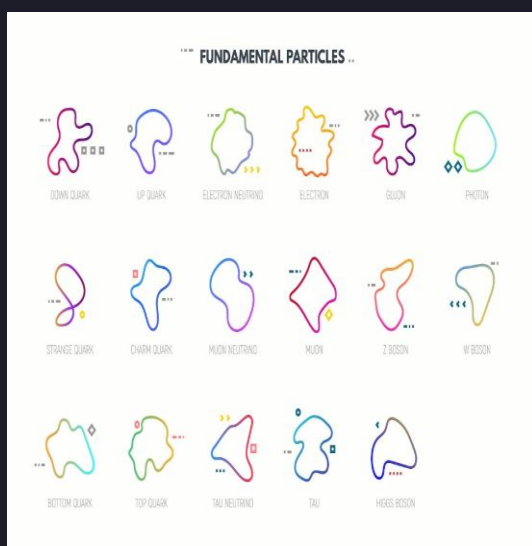 FUNDAMENTAL PARTICLES
DOWN QUARK UP QUARK ELECTRON NEUTRINO ELECTRON GLUON PHOTON
STRANGE QUARK CHARM QUARK MUON NEUTRINO MUON Z BOSON W BOSON
BOTTOM QUARK TOP QUARK TAU NEUTRINO TAU HIGGS BOSON